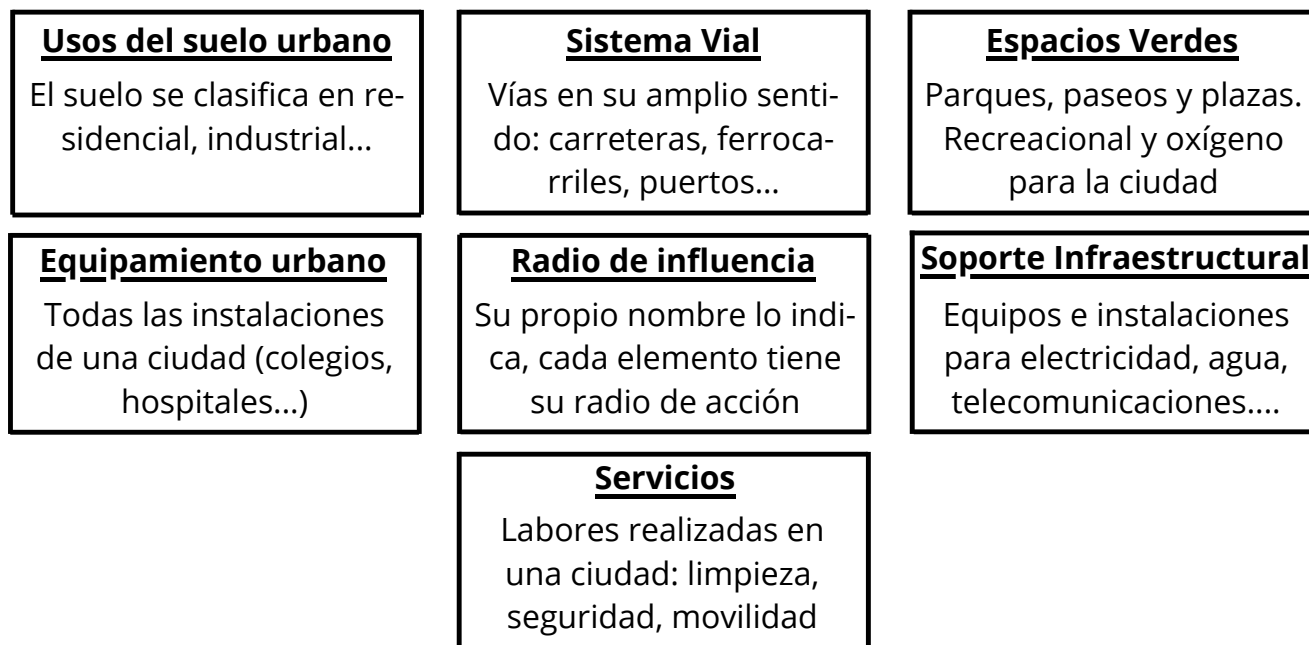 Usos del suelo urbano
El suelo se clasifica en re-
sidencial, industrial...
Sistema Vial
Vías en su amplio senti-
do: carreteras, ferroca-
rriles, puertos...
Espacios Verdes
Parques, paseos y plazas.
Recreacional y oxígeno
para la ciudad
Equipamiento urbano
Todas las instalaciones
de una ciudad (colegios,
hospitales...)
Radio de influencia
Su propio nombre lo indi-
ca, cada elemento tiene
su radio de acción
Soporte Infraestructural
Equipos e instalaciones
para electricidad, agua,
telecomunicaciones....
Servicios
Labores realizadas en
una ciudad: limpieza,
seguridad, movilidad